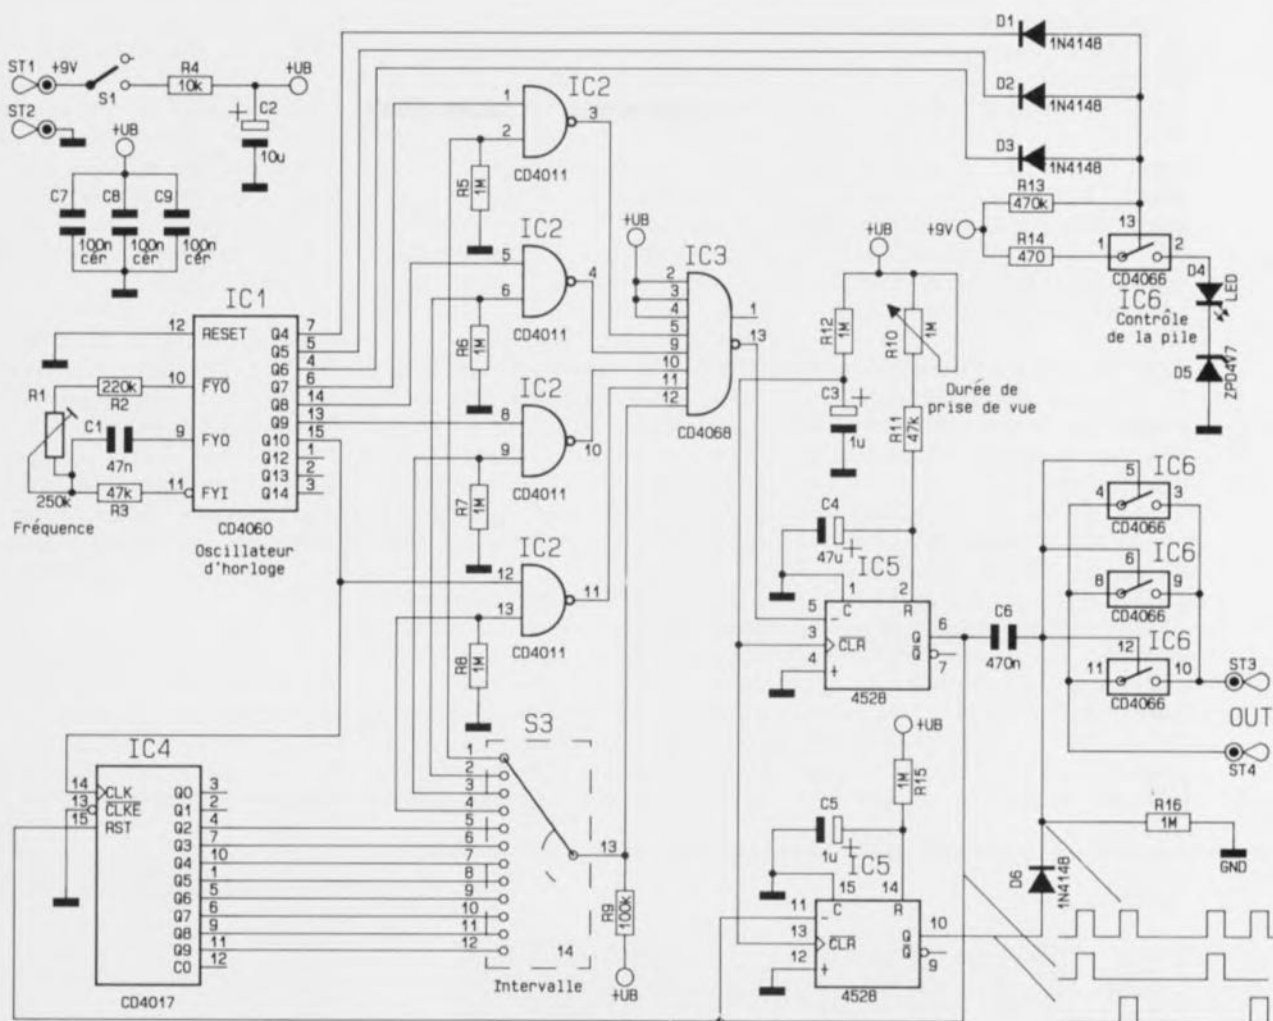 ST1 +9V
S1
R4
10k
+UB
C2
+
10u
ST2
+UB
C7 C8 C9
100n cér
100n cér
100n cér
IC1
12 RESET
10 FYO
9 FYO
11 FYI
Q4 7
Q5 5
Q6 4
Q7 6
Q8 14
Q9 13
Q10 15
Q12 1
Q13 2
Q14 3
CD4060
Oscillateur
d'horloge
R1
250k
Fréquence
220k
R2
C1
47n
47k
R3
IC2
1
2
3
CD4011
R5
1M
IC2
5
6
4
CD4011
R6
1M
IC2
8
9
10
CD4011
R7
1M
IC2
12
13
11
CD4011
R8
1M
+UB
IC3
2
3
4
5
9
10
11
12
1
13
CD4068
D1
1N4148
D2
1N4148
D3
1N4148
R13
470k
+9V
R14
470
13
1 2
CD4066
IC6
Contrôle
de la pile
D4
LED
D5
ZPD4V7
+UB
R12
1M
R10
1M
Durée de
prise de vue
C3
+
1u
R11
47k
C4
47u
+
IC5
1 2
C R
5 -
3 CLR
4 +
Q 6
Q 7
4528
C6
470n
IC6
5
4 3
CD4066
IC6
6
8 9
CD4066
IC6
12
11 10
CD4066
ST3
OUT
ST4
+UB
R15
1M
C5
1u
+
IC5
15 14
C R
11 -
13 CLR
12 +
Q 10
Q 9
4528
D6
1N4148
R16
1M
GND
IC4
14 CLK
13 CLKE
15 RST
Q0 3
Q1 2
Q2 4
Q3 7
Q4 10
Q5 1
Q6 5
Q7 6
Q8 9
Q9 11
CO 12
CD4017
S3
1
2
3
4
5
6
7
8
9
10
11
12
13
14
Intervalle
R9
100k
+UB